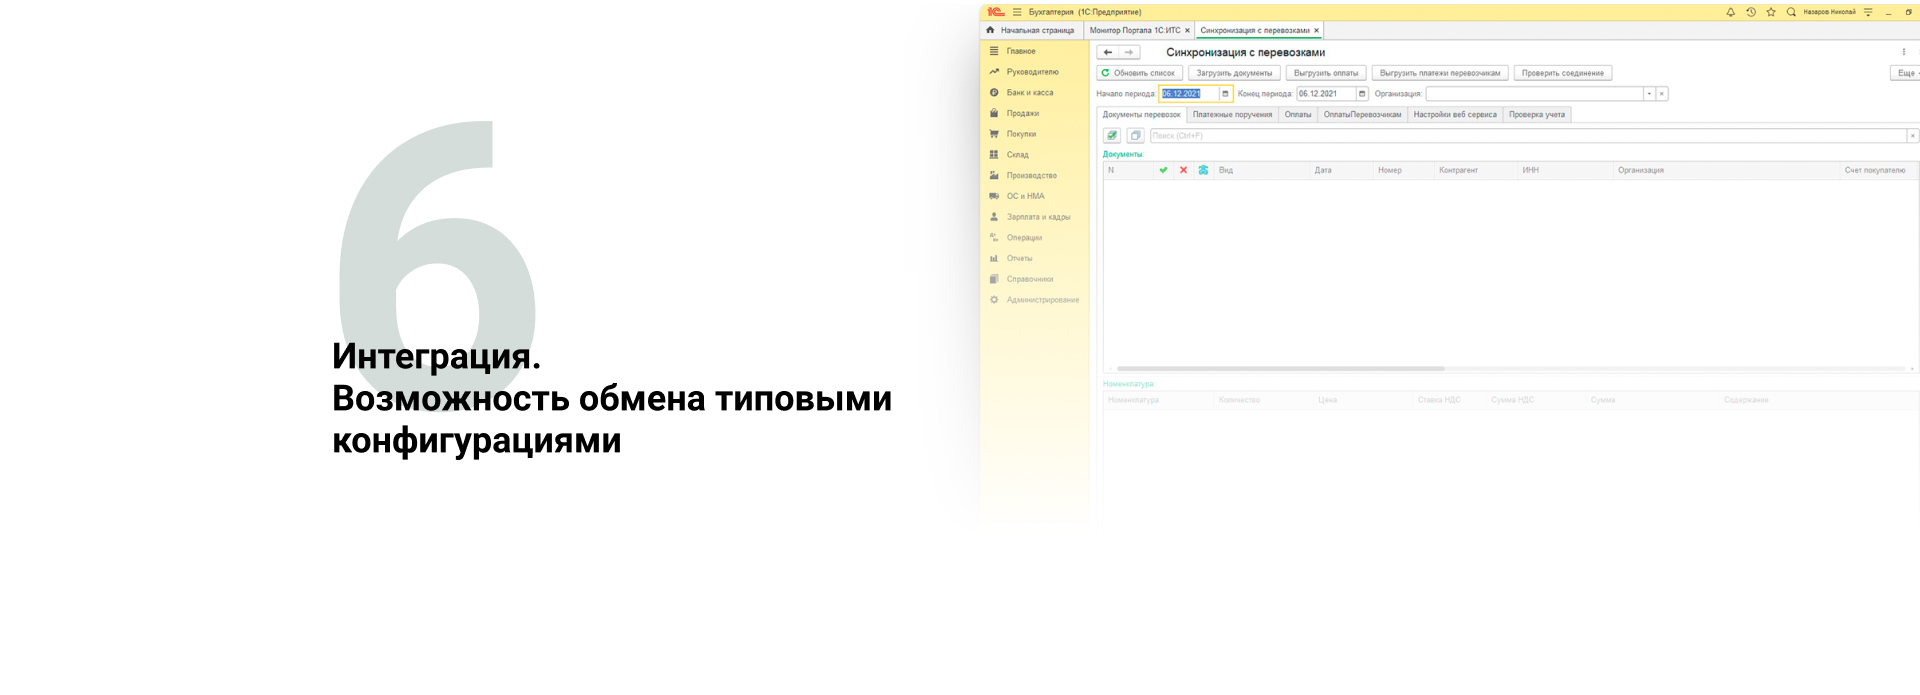 6
Интеграция.
Возможность обмена типовыми
конфигурациями
1С Бухгалтерия (1С:Предприятие)
Назаров Николай
Начальная страница
Монитор Портала 1С:ИТС ×
Синхронизация с перевозками ×
Главное
Руководителю
Банк и касса
Продажи
Покупки
Склад
Производство
ОС и НМА
Зарплата и кадры
Операции
Отчеты
Справочники
Администрирование
Синхронизация с перевозками
Обновить список Загрузить документы Выгрузить оплаты Выгрузить платежи перевозчикам Проверить соединение Еще
Начало периода: 06.12.2021 Конец периода: 06.12.2021 Организация:
Документы перевозок Платежные поручения Оплаты ОплатыПеревозчикам Настройки веб сервиса Проверка учета
Поиск (Ctrl+F)
Документы:
N Вид Дата Номер Контрагент ИНН Организация Счет покупателю
Номенклатура:
Номенклатура Количество Цена Ставка НДС Сумма НДС Сумма Содержание